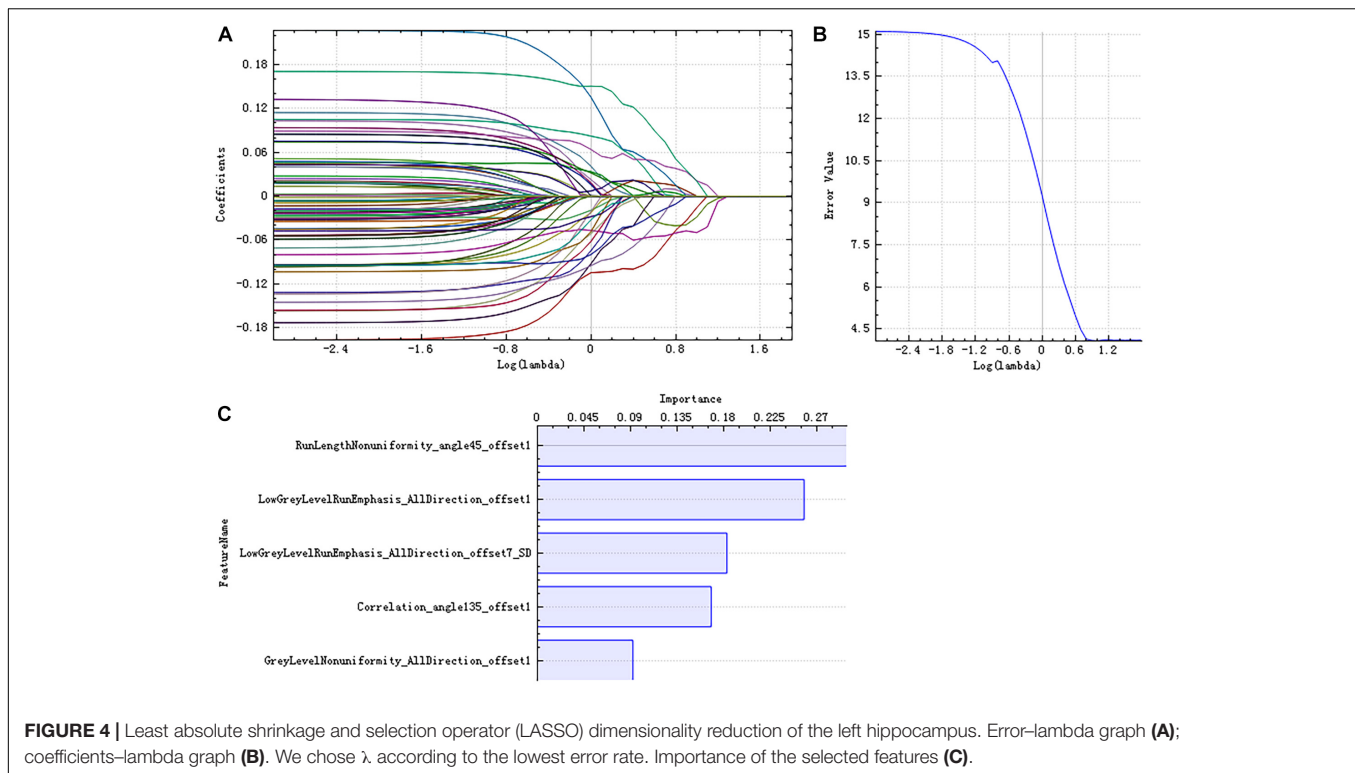 A
0.18
0.12
0.06
0
-0.06
-0.12
-0.18
Coefficients
-2.4 -1.6 -0.8 0 0.8 1.6
Log(lambda)
B
15
13.5
12
10.5
9
7.5
6
4.5
Error Value
-2.4 -1.8 -1.2 -0.6 0 0.6 1.2
Log(lambda)
C
Importance
0 0.045 0.09 0.135 0.18 0.225 0.27
FeatureName
RunLengthNonuniformity_angle45_offset1
LowGreyLevelRunEmphasis_AllDirection_offset1
LowGreyLevelRunEmphasis_AllDirection_offset7_SD
Correlation_angle135_offset1
GreyLevelNonuniformity_AllDirection_offset1
FIGURE 4 | Least absolute shrinkage and selection operator (LASSO) dimensionality reduction of the left hippocampus. Error–lambda graph (A);
coefficients–lambda graph (B). We chose λ according to the lowest error rate. Importance of the selected features (C).